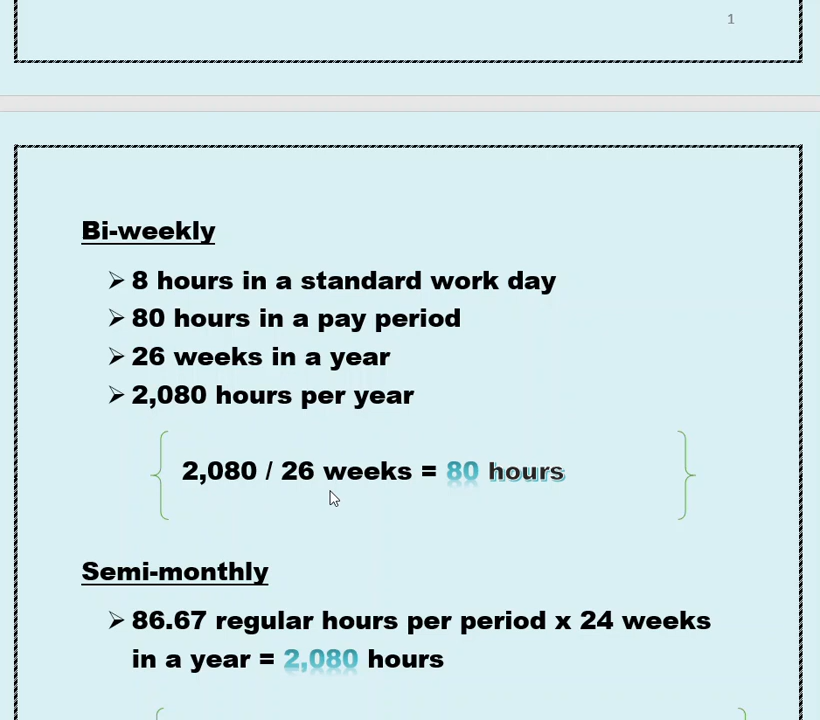 1
Bi-weekly
8 hours in a standard work day
80 hours in a pay period
26 weeks in a year
2,080 hours per year
2,080 / 26 weeks = 80 hours
Semi-monthly
86.67 regular hours per period x 24 weeks
in a year = 2,080 hours